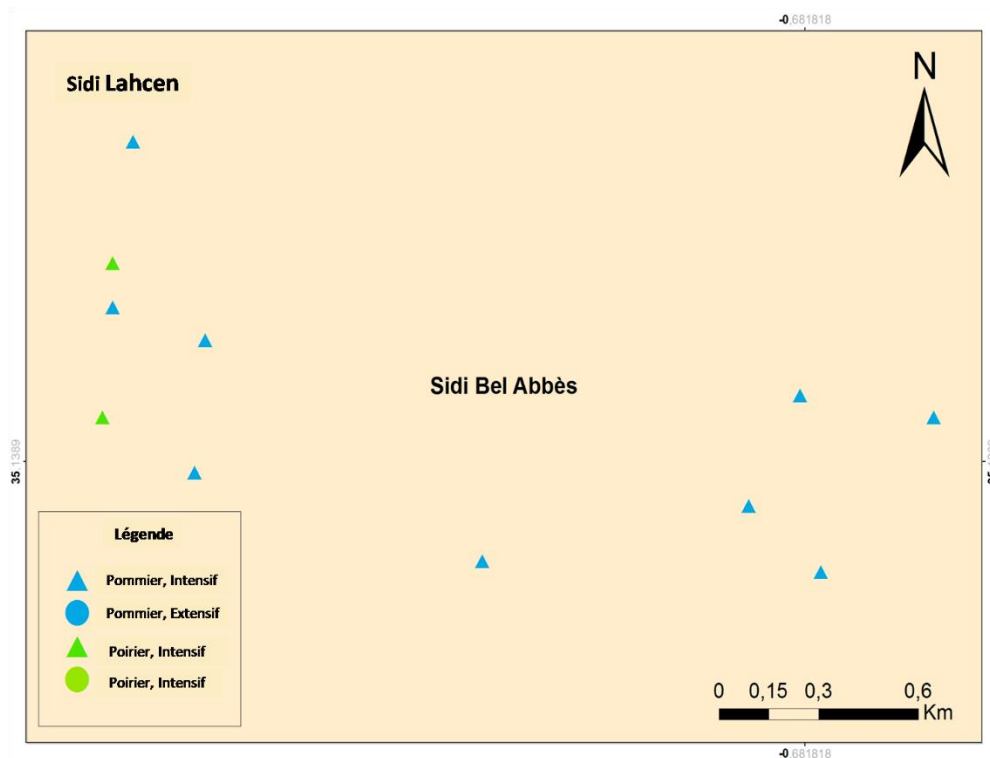 -0,681818
N
Sidi Lahcen
Sidi Bel Abbès
35,1389
Légende
Pommier, Intensif
Pommier, Extensif
Poirier, Intensif
Poirier, Intensif
0 0,15 0,3 0,6
Km
-0,681818